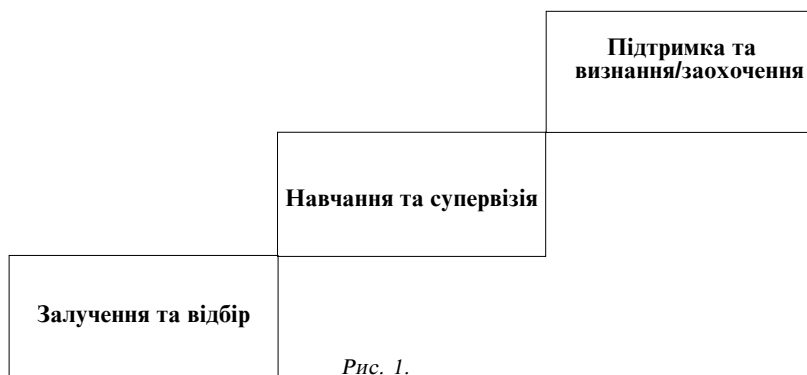 Підтримка та
визнання/заохочення
Навчання та супервізія
Залучення та відбір
Рис. 1.